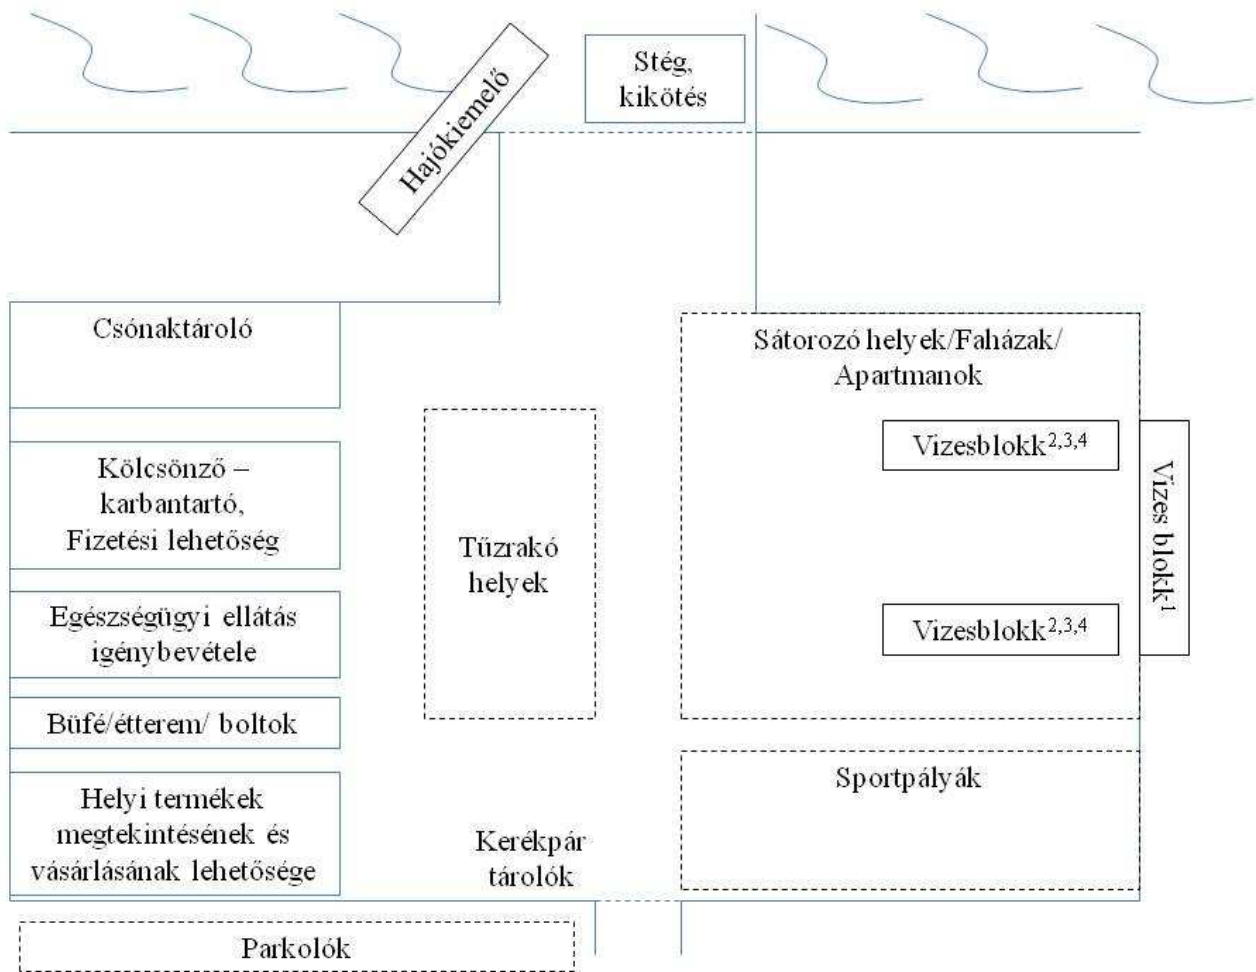 Stég,
kikötés
Hajókiemelő
Csónaktároló
Kölcsönző –
karbantartó,
Fizetési lehetőség
Egészségügyi ellátás
igénybevétele
Büfé/étterem/ boltok
Helyi termékek
megtekintésének és
vásárlásának lehetősége
Tűzrakó
helyek
Kerékpár
tárolók
Sátorozó helyek/Faházak/
Apartmanok
Vizesblokk2,3,4
Vizes blokk1
Vizesblokk2,3,4
Sportpályák
Parkolók